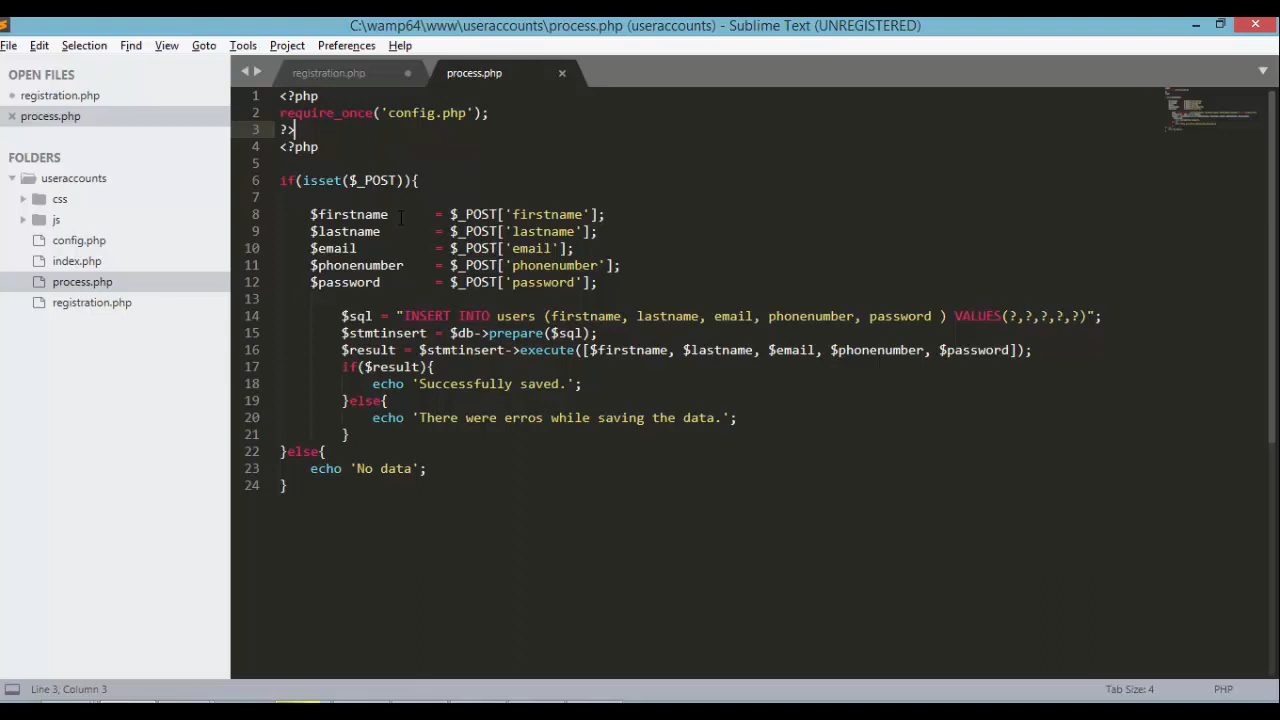 C:\wamp64\www\useraccounts\process.php (useraccounts) - Sublime Text (UNREGISTERED)
File Edit Selection Find View Goto Tools Project Preferences Help
OPEN FILES
registration.php
process.php
FOLDERS
useraccounts
css
js
config.php
index.php
process.php
registration.php
registration.php process.php
1 <?php
2 require_once('config.php');
3 ?>
4 <?php
5
6 if(isset($_POST)){
7
8 $firstname = $_POST['firstname'];
9 $lastname = $_POST['lastname'];
10 $email = $_POST['email'];
11 $phonenumber = $_POST['phonenumber'];
12 $password = $_POST['password'];
13
14 $sql = "INSERT INTO users (firstname, lastname, email, phonenumber, password ) VALUES(?,?,?,?,?)";
15 $stmtinsert = $db->prepare($sql);
16 $result = $stmtinsert->execute([$firstname, $lastname, $email, $phonenumber, $password]);
17 if($result){
18 echo 'Successfully saved.';
19 }else{
20 echo 'There were erros while saving the data.';
21 }
22 }else{
23 echo 'No data';
24 }
Line 3, Column 3 Tab Size: 4 PHP